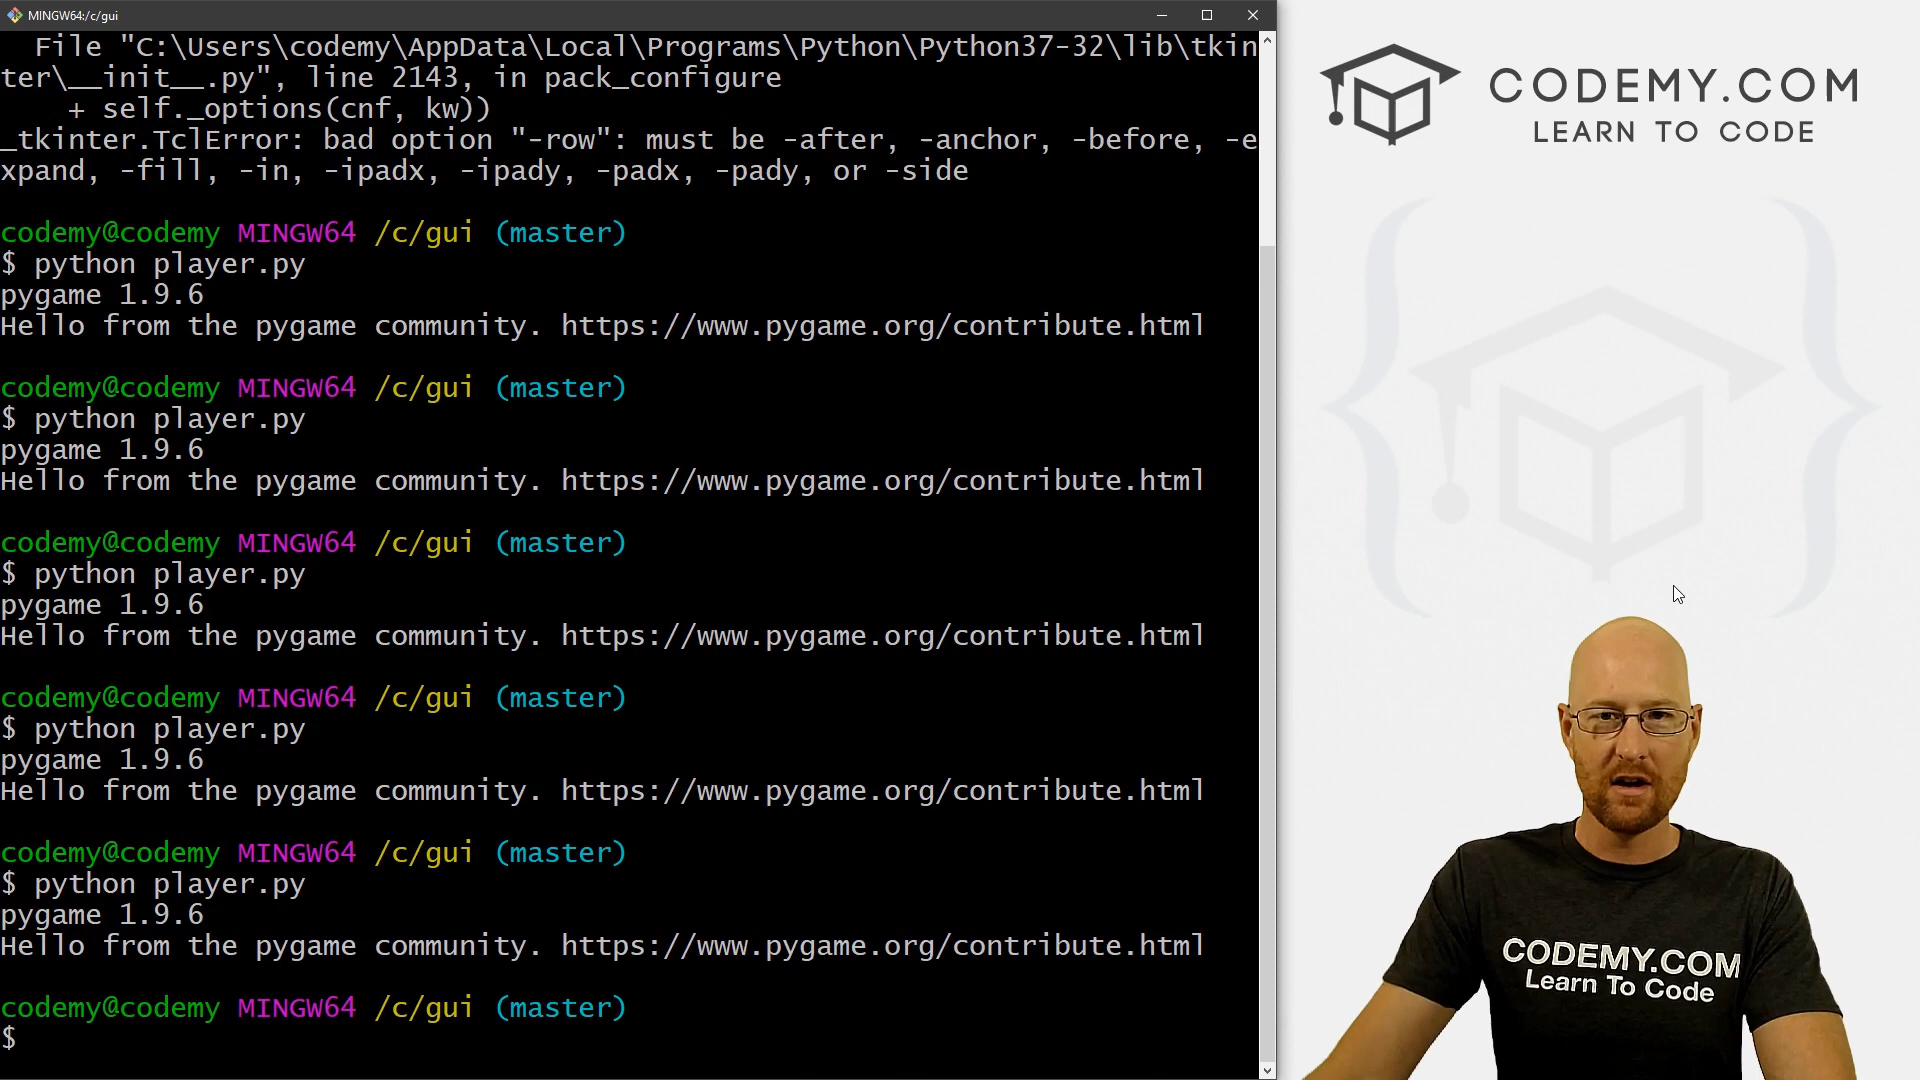 MINGW64:/c/gui
File "C:\Users\codemy\AppData\Local\Programs\Python\Python37-32\lib\tkin
ter\__init__.py", line 2143, in pack_configure
+ self._options(cnf, kw))
_tkinter.TclError: bad option "-row": must be -after, -anchor, -before, -e
xpand, -fill, -in, -ipadx, -ipady, -padx, -pady, or -side
codemy@codemy MINGW64 /c/gui (master)
$ python player.py
pygame 1.9.6
Hello from the pygame community. https://www.pygame.org/contribute.html
codemy@codemy MINGW64 /c/gui (master)
$ python player.py
pygame 1.9.6
Hello from the pygame community. https://www.pygame.org/contribute.html
codemy@codemy MINGW64 /c/gui (master)
$ python player.py
pygame 1.9.6
Hello from the pygame community. https://www.pygame.org/contribute.html
codemy@codemy MINGW64 /c/gui (master)
$ python player.py
pygame 1.9.6
Hello from the pygame community. https://www.pygame.org/contribute.html
codemy@codemy MINGW64 /c/gui (master)
$ python player.py
pygame 1.9.6
Hello from the pygame community. https://www.pygame.org/contribute.html
codemy@codemy MINGW64 /c/gui (master)
$
CODEMY.COM
LEARN TO CODE
CODEMY.COM
Learn To Code